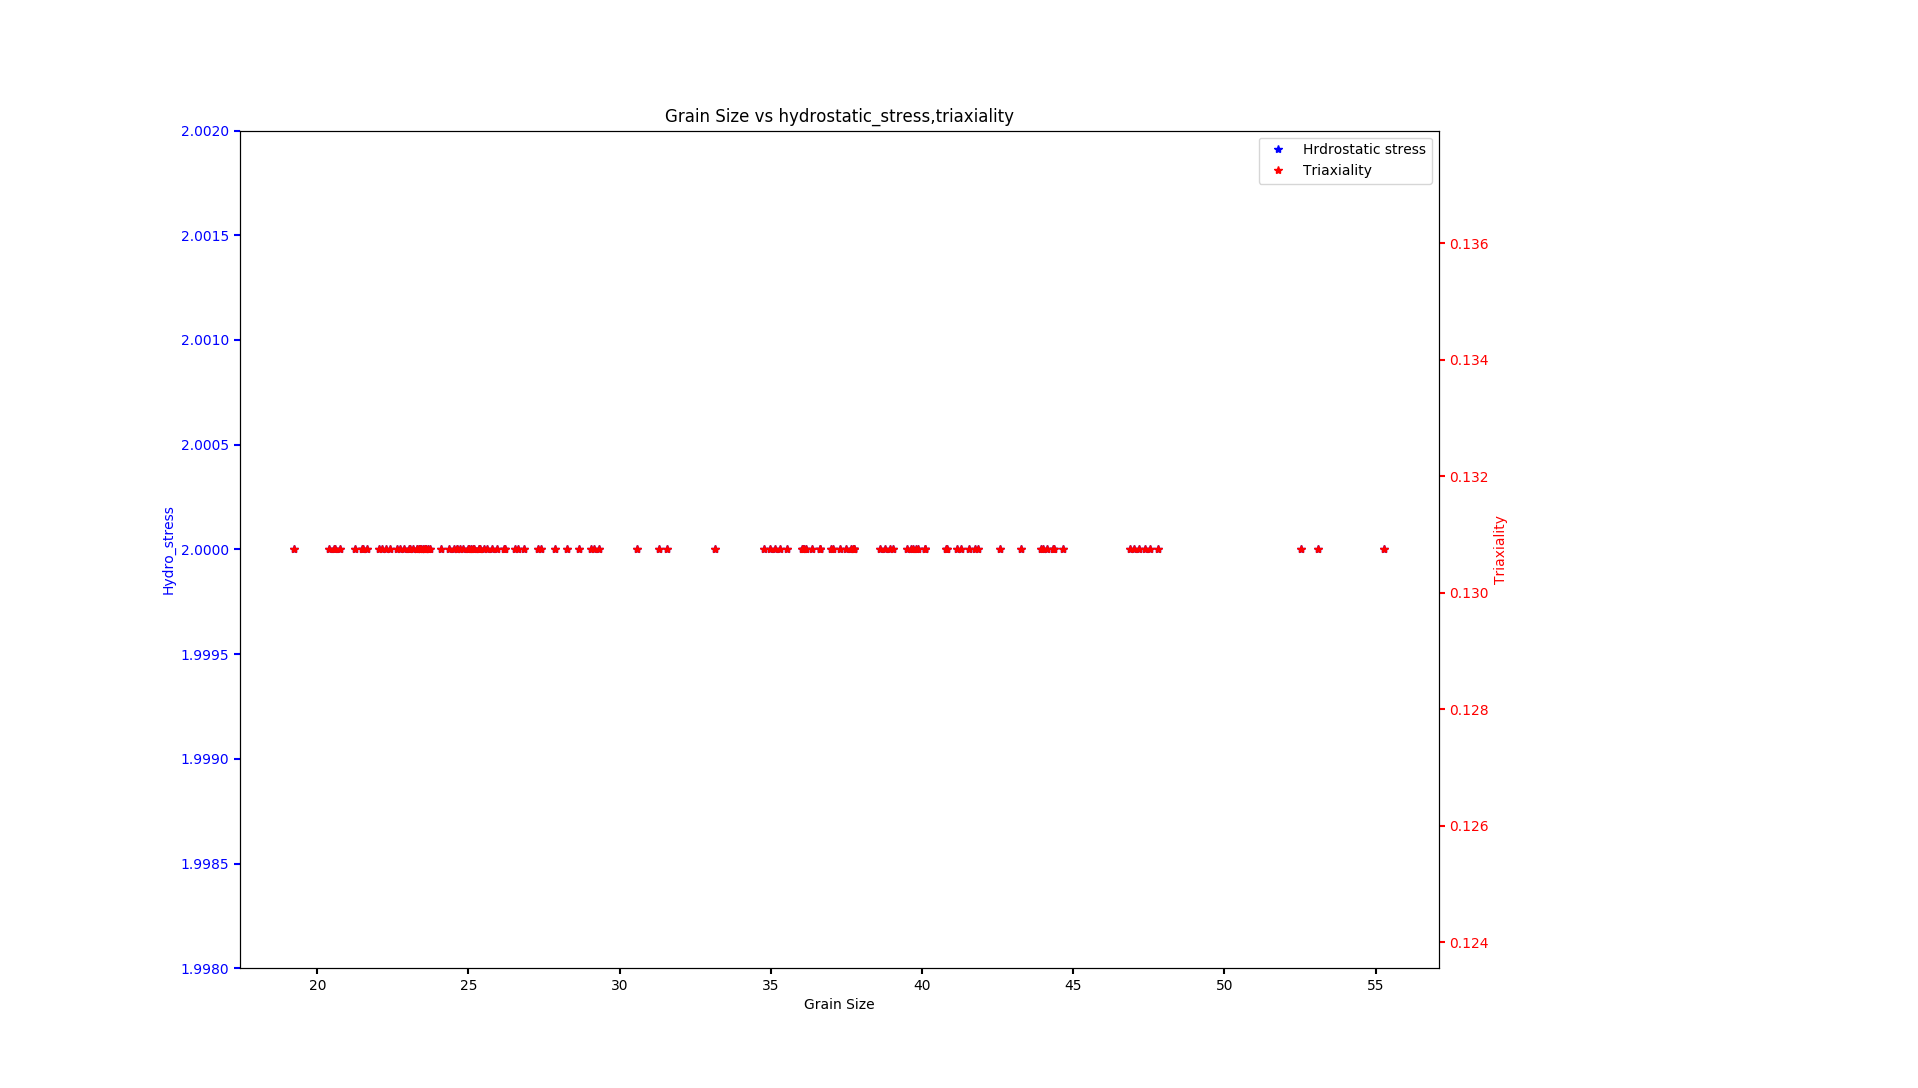 Grain Size vs hydrostatic_stress,triaxiality
Hrdrostatic stress
Triaxiality
2.0020
2.0015
2.0010
2.0005
2.0000
1.9995
1.9990
1.9985
1.9980
Hydro_stress
0.136
0.134
0.132
0.130
0.128
0.126
0.124
Triaxiality
20 25 30 35 40 45 50 55
Grain Size